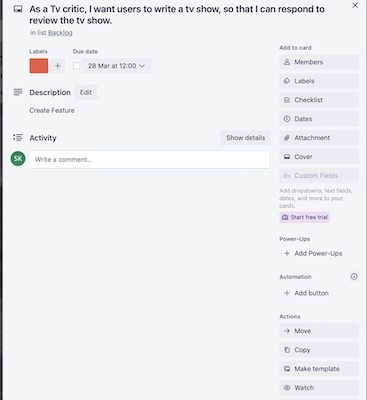 As a Tv critic, I want users to write a tv show, so that I can respond to
review the tv show.
in list Backlog
Labels
Due date
28 Mar at 12:00
Description
Edit
Create Feature
Activity
Show details
SK
Write a comment...
Add to card
Members
Labels
Checklist
Dates
Attachment
Cover
Custom Fields
Add dropdowns, text fields,
dates, and more to your
cards.
Start free trial
Power-Ups
Add Power-Ups
Automation
Add button
Actions
Move
Copy
Make template
Watch